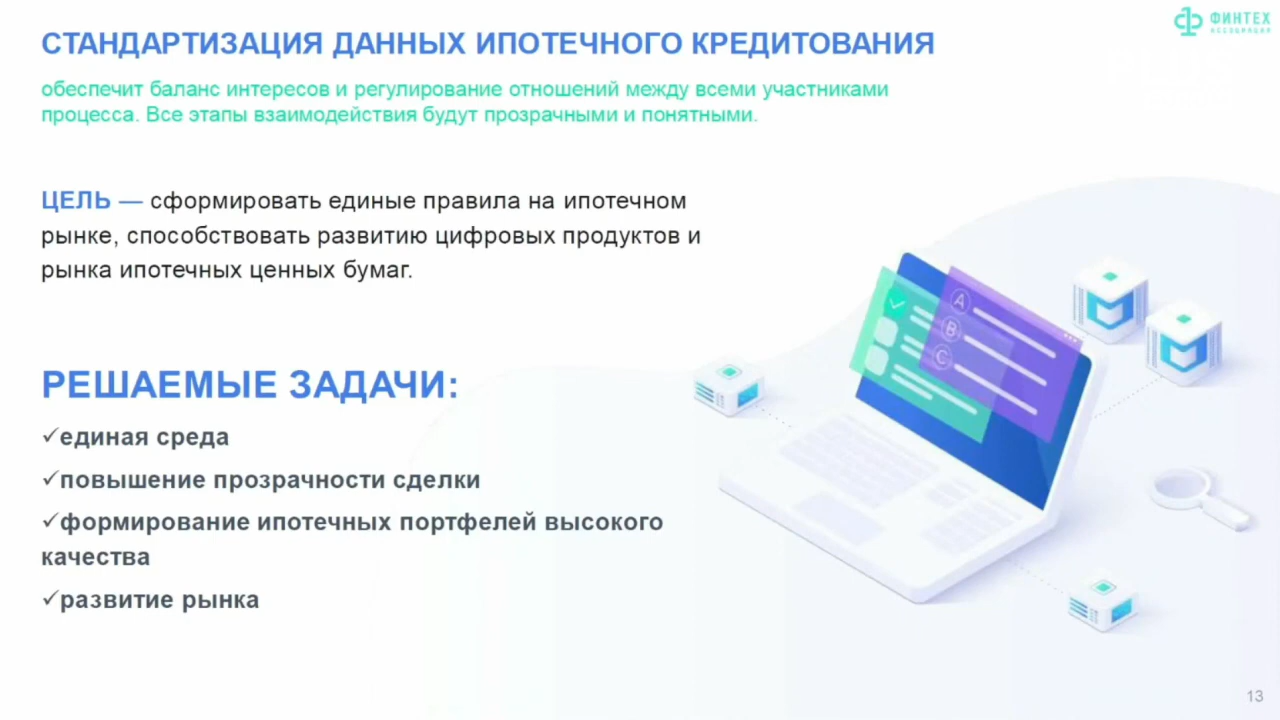 ФИНТЕХ
АССОЦИАЦИЯ
СТАНДАРТИЗАЦИЯ ДАННЫХ ИПОТЕЧНОГО КРЕДИТОВАНИЯ
обеспечит баланс интересов и регулирование отношений между всеми участниками
процесса. Все этапы взаимодействия будут прозрачными и понятными.
ЦЕЛЬ — сформировать единые правила на ипотечном
рынке, способствовать развитию цифровых продуктов и
рынка ипотечных ценных бумаг.
РЕШАЕМЫЕ ЗАДАЧИ:
✓единая среда
✓повышение прозрачности сделки
✓формирование ипотечных портфелей высокого
качества
✓развитие рынка
A
B
C
13